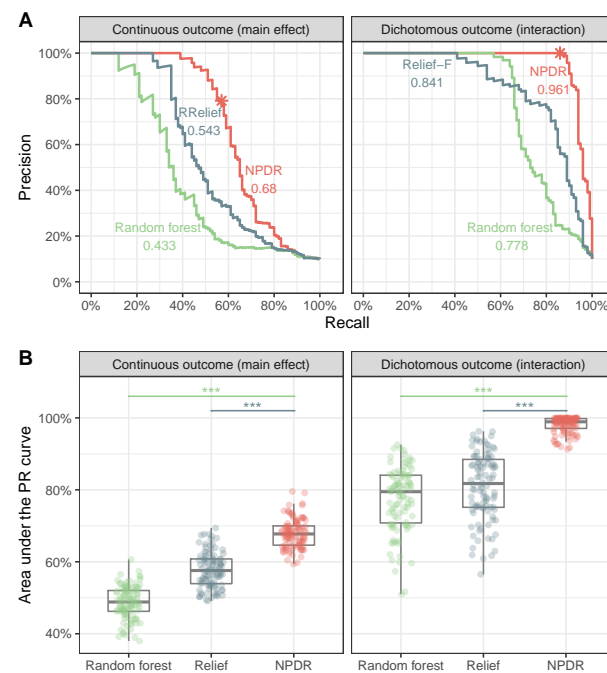 A
Continuous outcome (main effect)
Dichotomous outcome (interaction)
Precision
100%
80%
60%
40%
20%
0%
RRelief
0.543
NPDR
0.68
Random forest
0.433
Relief−F
0.841
NPDR
0.961
Random forest
0.778
0% 20% 40% 60% 80% 100%
0% 20% 40% 60% 80% 100%
Recall
B
Continuous outcome (main effect)
Dichotomous outcome (interaction)
Area under the PR curve
100%
80%
60%
40%
***
***
***
***
Random forest Relief NPDR
Random forest Relief NPDR